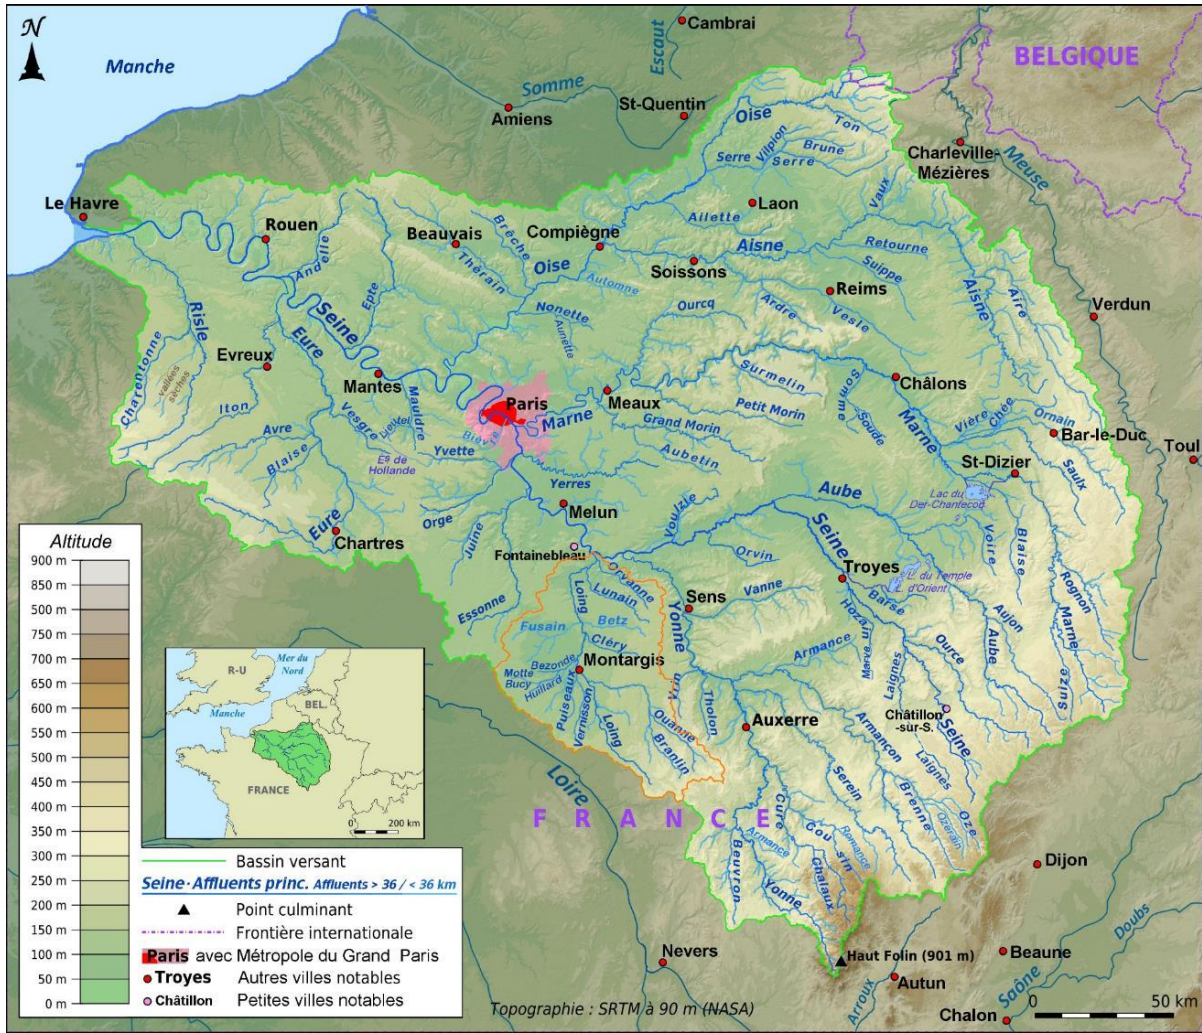 N
Manche
Cambrai
Escaut
BELGIQUE
Somme
St-Quentin
Amiens
Oise
Ton
Vilpion
Brune
Serre
Serre
Charleville-
Mézières
Meuse
Vaux
Le Havre
Laon
Ailette
Rouen
Andelle
Beauvais
Brêche
Compiègne
Aisne
Retourne
Thérain
Oise
Soissons
Suippe
Automne
Reims
Aisne
Aire
Epte
Nonette
Ourcq
Ardre
Vesle
Verdun
Risle
Seine
Eure
Aunette
Charentonne
vallées
sèches
Evreux
Mantes
Surmelin
Somme
Châlons
Paris
Meaux
Iton
Mauldre
Marne
Petit Morin
Soude
Marne
Vière
Chée
Ornain
Avre
Vesgre
Bièvre
Grand Morin
Bar-le-Duc
Toul
Blaise
Es de
Hollande
Yvette
Aubetin
St-Dizier
Saulx
Yerres
Aube
Lac du
Der-Chantecoq
Eure
Orge
Melun
Voulzie
Seine
Voire
Blaise
Chartres
Juine
Fontainebleau
Orvin
Troyes
L. du Temple
L. d'Orient
Rognon
Orvanne
Lunain
Loing
Sens
Vanne
Barse
Essonne
Yonne
Hozain
Aujon
Marne
Fusain
Betz
Cléry
Armance
Marve
Ource
Aube
Bezonde
Montargis
Laignes
Suize
Motte
Bucy
Huillard
Puiseaux
Vernisson
Loing
Ouanne
Branlin
Vrin
Tholon
Auxerre
Armançon
Châtillon
-sur-S.
Seine
Serein
Laignes
Loire
Brenne
Oze
Ozerain
FRANCE
Cure
Cousin
Romance
Armance
Beuvron
Chalaux
Yonne
Dijon
Doubs
Nevers
Haut Folin (901 m)
Beaune
Arroux
Autun
Saône
Chalon
0 50 km
Topographie : SRTM à 90 m (NASA)
Altitude
900 m
850 m
500 m
750 m
700 m
650 m
600 m
550 m
500 m
450 m
400 m
350 m
300 m
250 m
200 m
150 m
100 m
50 m
0 m
Mer du
Nord
R-U
BEL.
Manche
FRANCE
0 200 km
Bassin versant
Seine·Affluents princ. Affluents > 36 / < 36 km
Point culminant
Frontière internationale
Paris avec Métropole du Grand Paris
Troyes Autres villes notables
Châtillon Petites villes notables